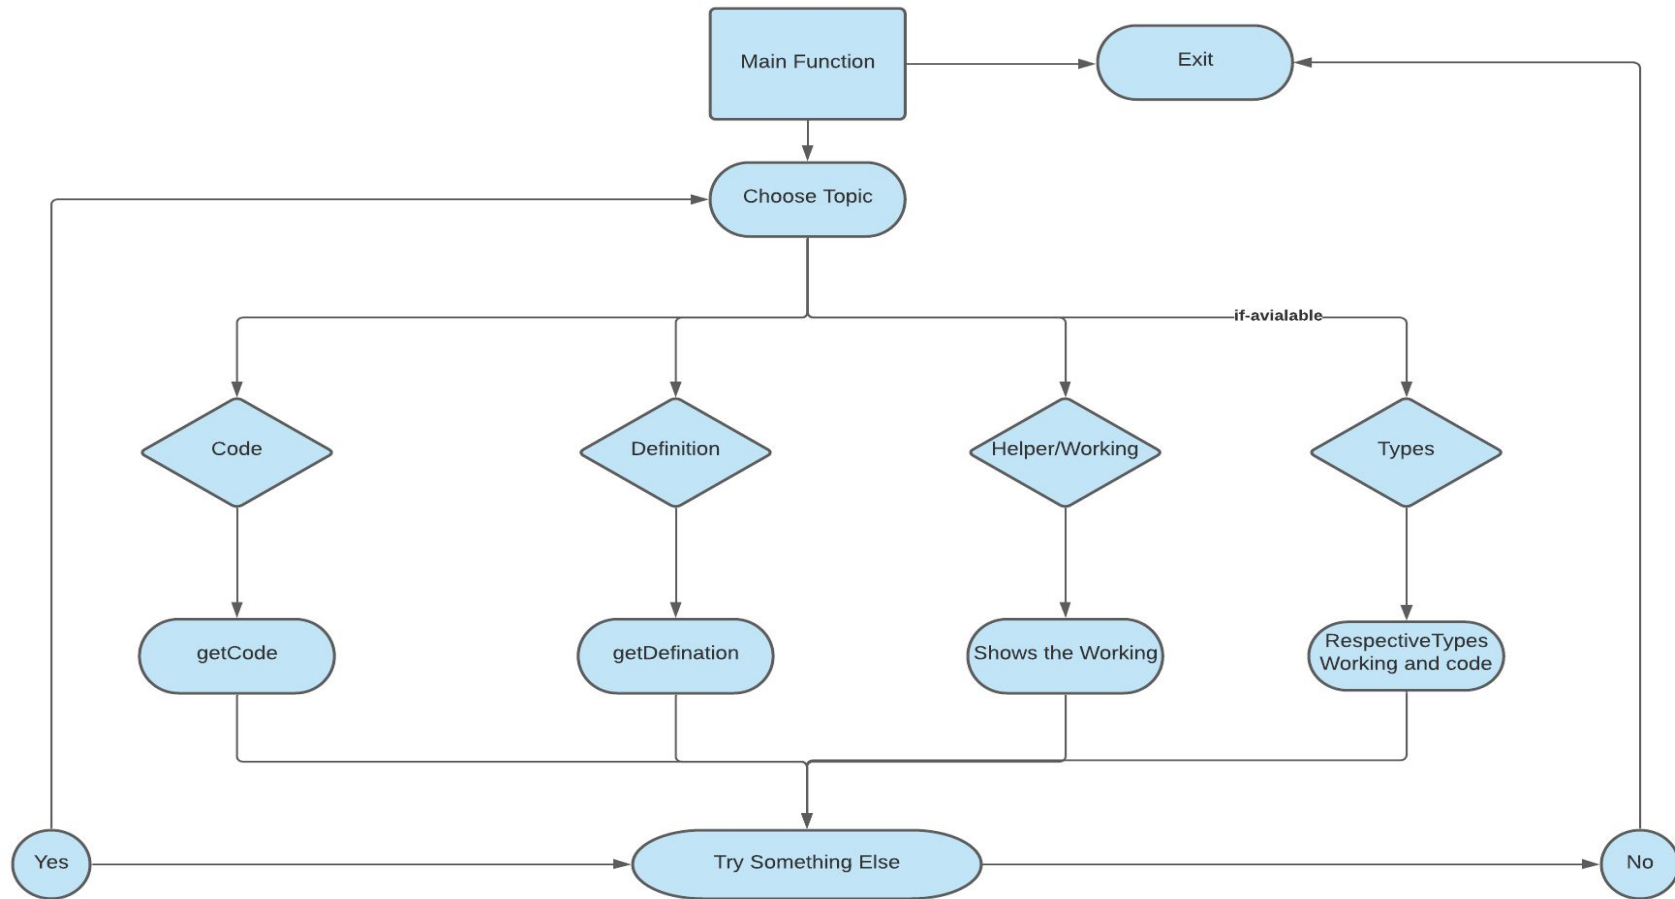 Main Function
Exit
Choose Topic
if-avialable
Code
Definition
Helper/Working
Types
getCode
getDefination
Shows the Working
RespectiveTypes
Working and code
Yes
Try Something Else
No